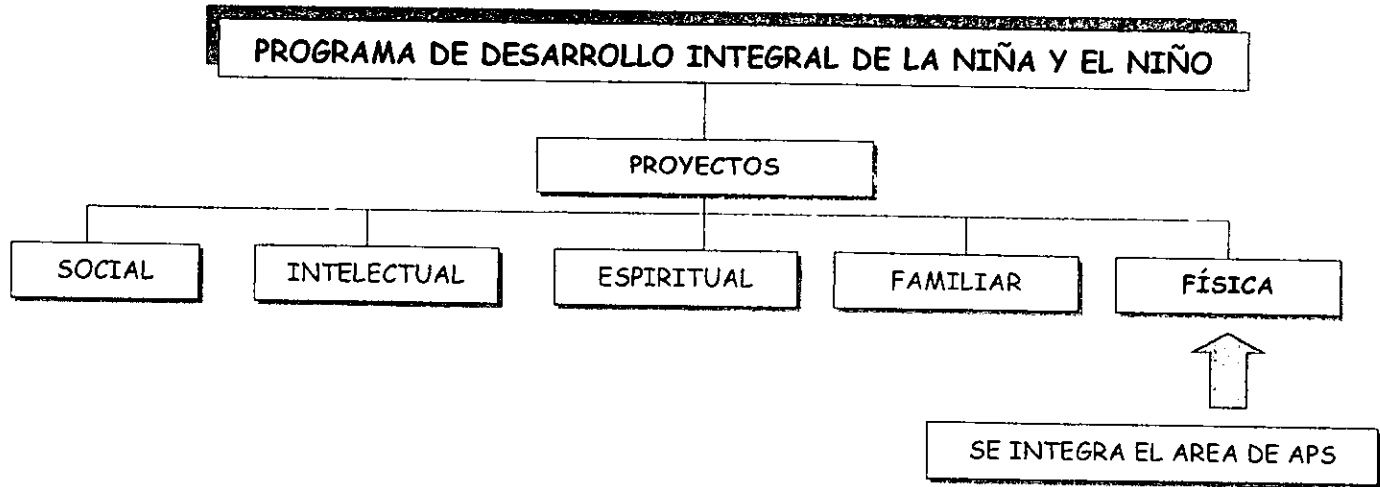 PROGRAMA DE DESARROLLO INTEGRAL DE LA NIÑA Y EL NIÑO
PROYECTOS
SOCIAL
INTELECTUAL
ESPIRITUAL
FAMILIAR
FÍSICA
SE INTEGRA EL AREA DE APS